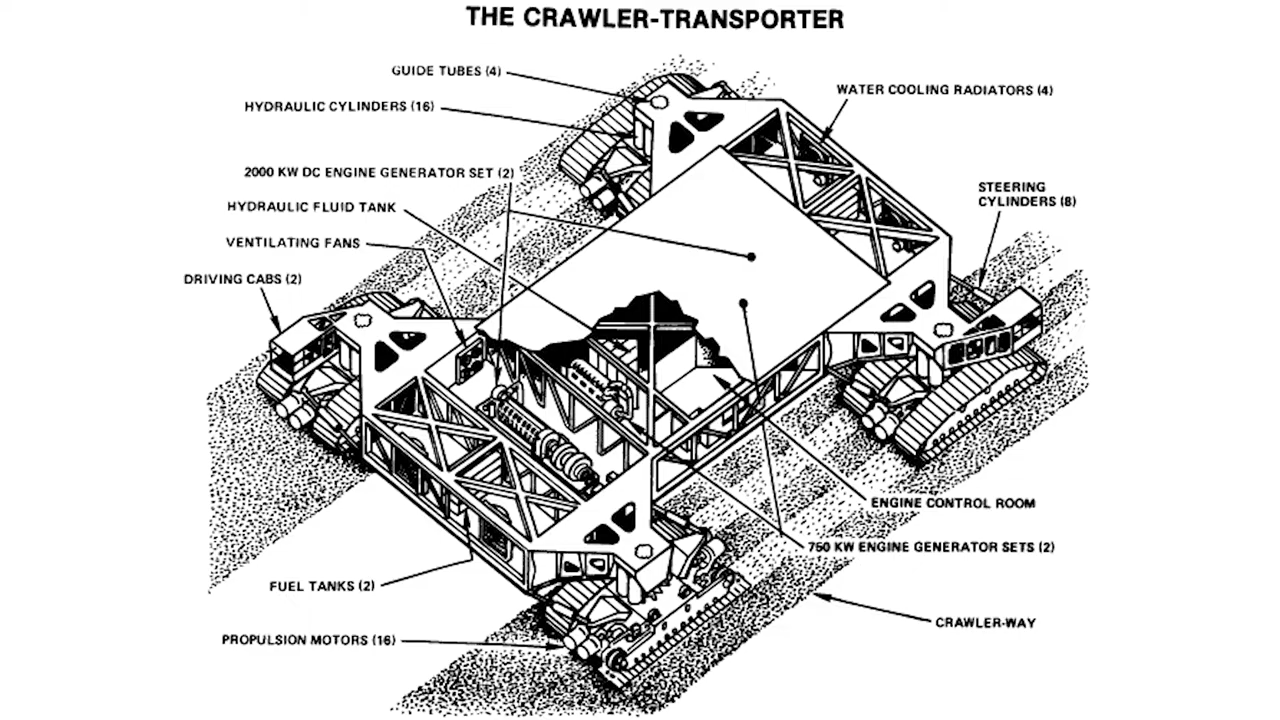 THE CRAWLER-TRANSPORTER
GUIDE TUBES (4)
HYDRAULIC CYLINDERS (16)
WATER COOLING RADIATORS (4)
2000 KW DC ENGINE GENERATOR SET (2)
STEERING
CYLINDERS (8)
HYDRAULIC FLUID TANK
VENTILATING FANS
DRIVING CABS (2)
ENGINE CONTROL ROOM
760 KW ENGINE GENERATOR SETS (2)
FUEL TANKS (2)
CRAWLER-WAY
PROPULSION MOTORS (16)